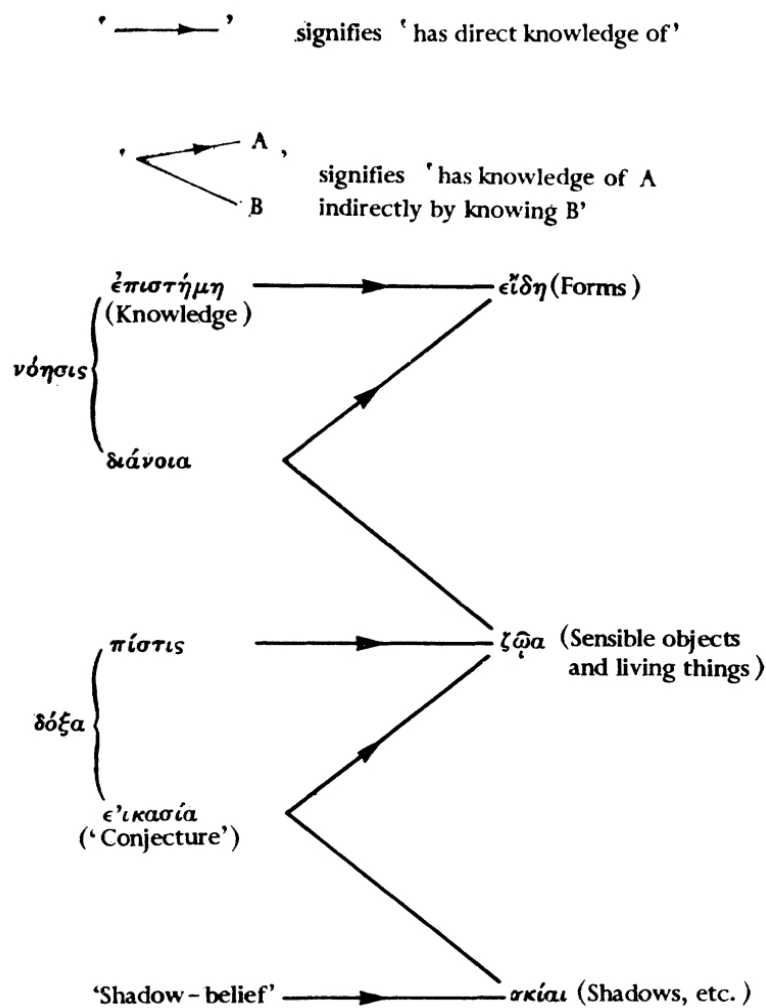 ‘ ’ signifies ‘has direct knowledge of’
‘ A ,
signifies ‘has knowledge of A
B indirectly by knowing B’
ἐπιστήμη εἴδη (Forms)
(Knowledge)
νόησις
διάνοια
πίστις ζῷα (Sensible objects
and living things)
δόξα
ε’ικασία
(‘Conjecture’)
‘Shadow-belief’ σκίαι (Shadows, etc.)